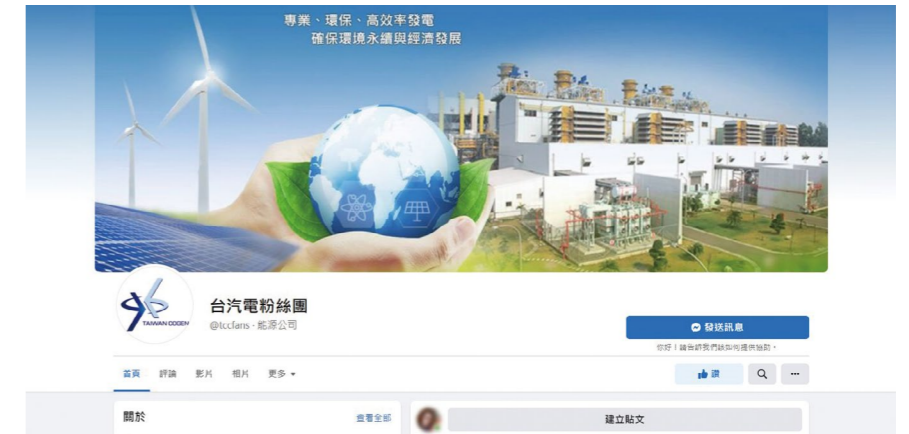 專業、環保、高效率發電
確保環境永續與經濟發展
TAIWAN COGEN
台汽電粉絲團
@tccfans · 能源公司
發送訊息
你好！請告訴我們該如何提供協助。
首頁 評論 影片 相片 更多
讚
關於 查看全部
建立貼文